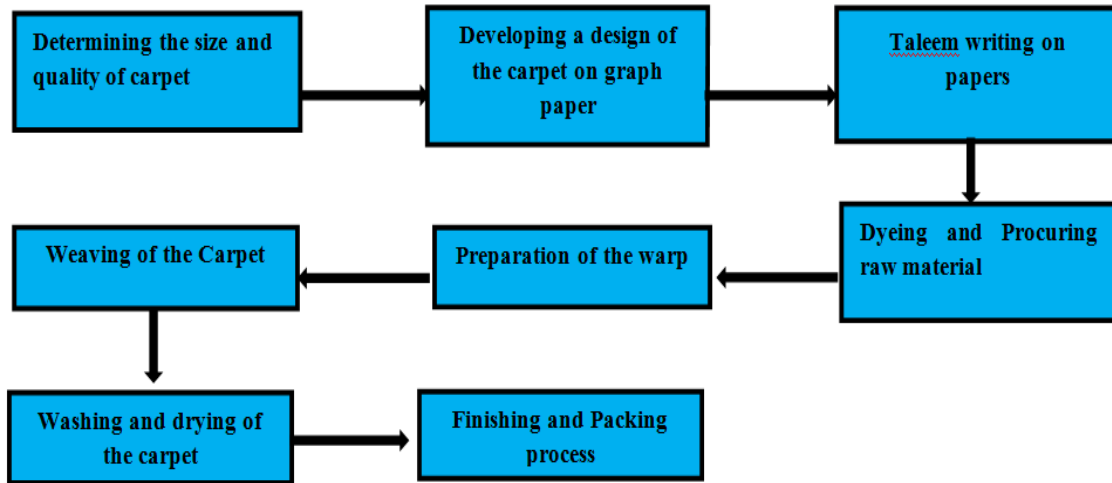 Determining the size and
quality of carpet
Developing a design of
the carpet on graph
paper
Taleem writing on
papers
Dyeing and Procuring
raw material
Preparation of the warp
Weaving of the Carpet
Washing and drying of
the carpet
Finishing and Packing
process